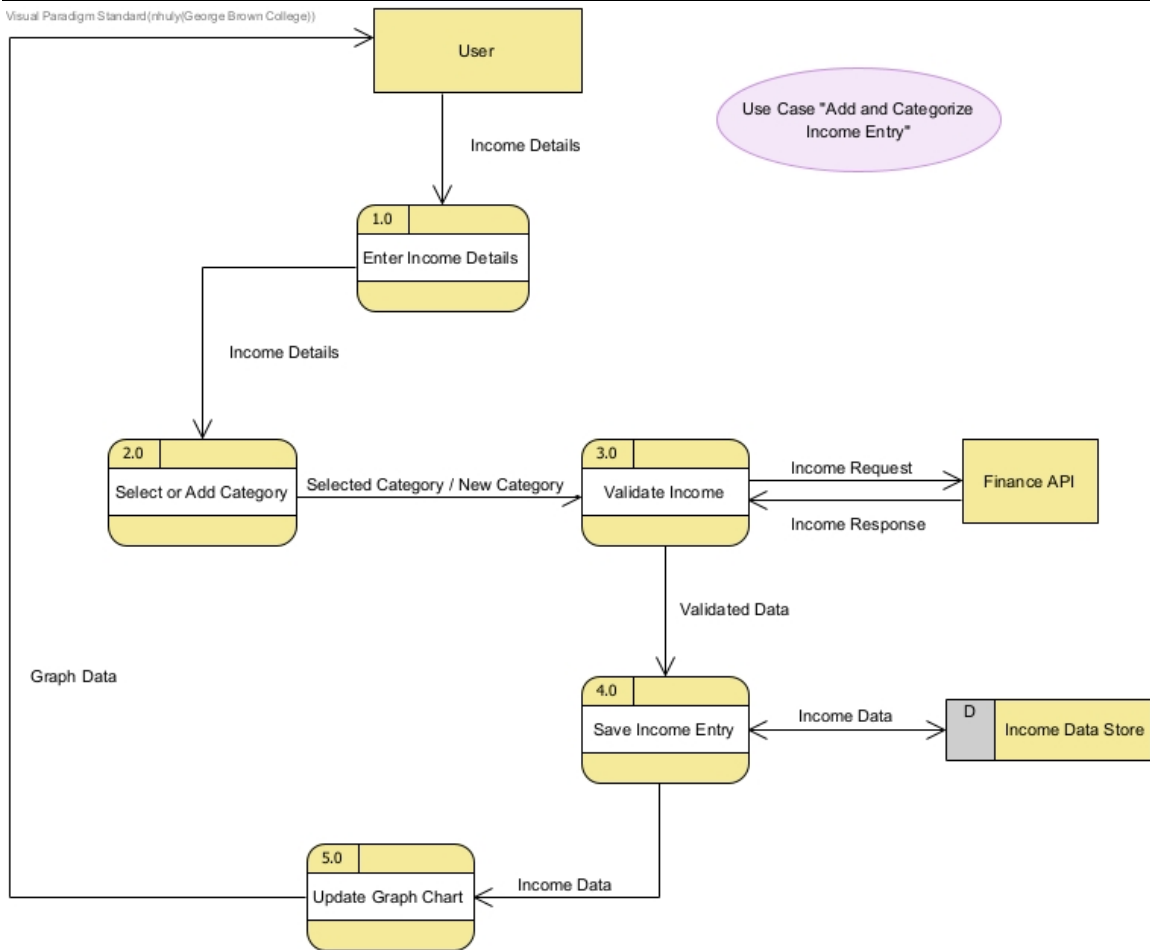 Visual Paradigm Standard(nhuly(George Brown College))
User
Use Case "Add and Categorize
Income Entry"
Income Details
1.0
Enter Income Details
Income Details
2.0
Select or Add Category
Selected Category / New Category
3.0
Validate Income
Income Request
Income Response
Finance API
Validated Data
Graph Data
4.0
Save Income Entry
Income Data
D
Income Data Store
5.0
Update Graph Chart
Income Data